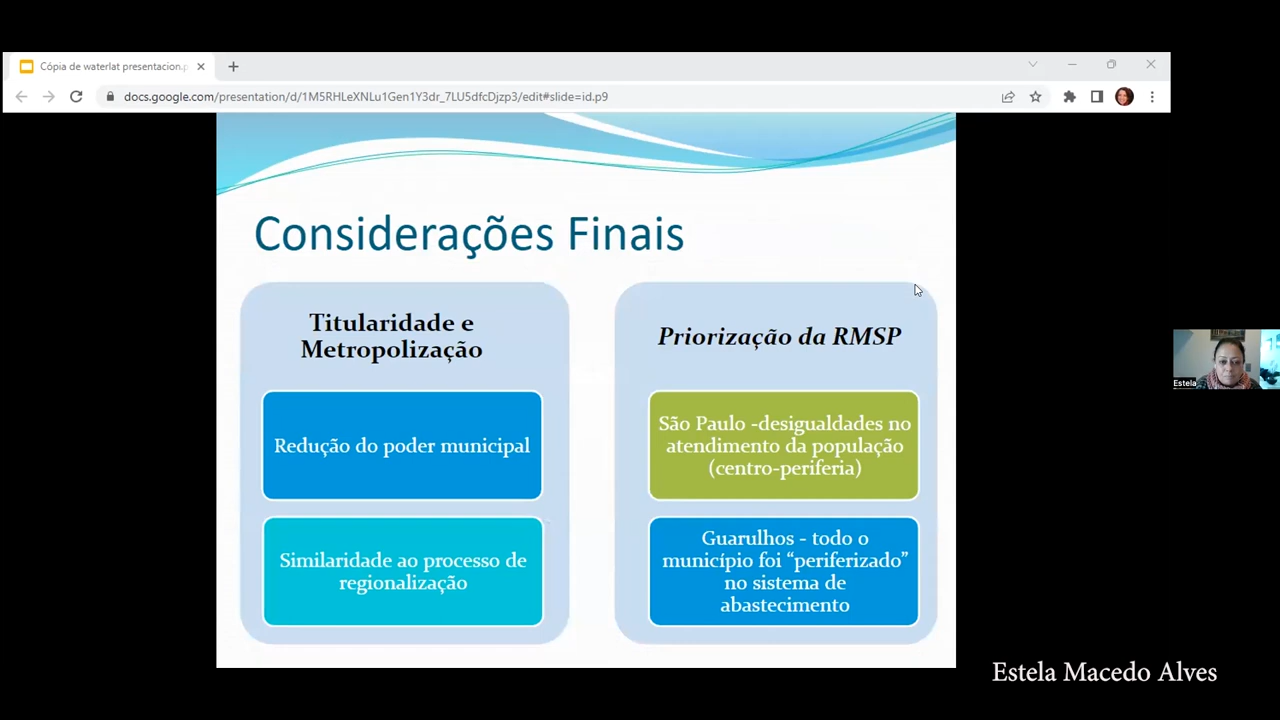 Cópia de waterlat presentacion.p
docs.google.com/presentation/d/1M5RHLeXNLu1Gen1Y3dr_7LU5dfcDjzp3/edit#slide=id.p9
Considerações Finais
Titularidade e
Metropolização
Redução do poder municipal
Similaridade ao processo de
regionalização
Priorização da RMSP
São Paulo -desigualdades no
atendimento da população
(centro-periferia)
Guarulhos - todo o
município foi “periferizado”
no sistema de
abastecimento
Estela
Estela Macedo Alves